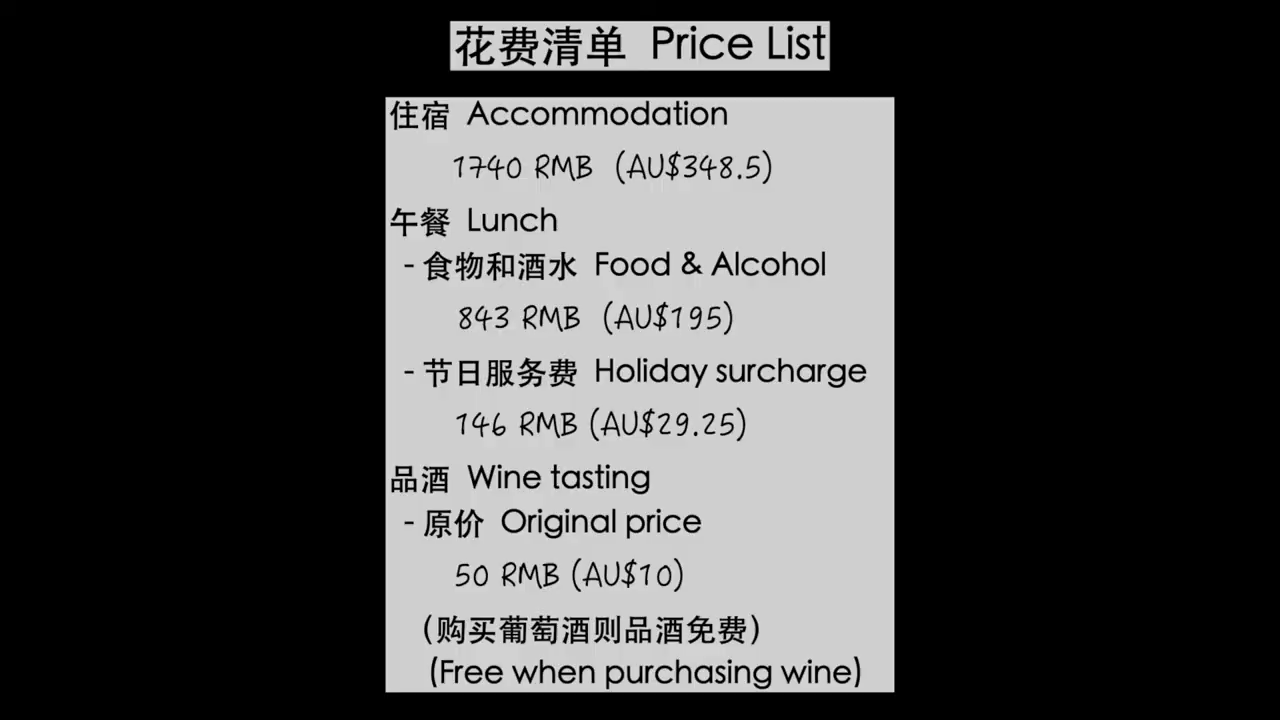 花费清单 Price List
住宿 Accommodation
1740 RMB (AU$348.5)
午餐 Lunch
- 食物和酒水 Food & Alcohol
843 RMB (AU$195)
- 节日服务费 Holiday surcharge
146 RMB (AU$29.25)
品酒 Wine tasting
- 原价 Original price
50 RMB (AU$10)
(购买葡萄酒则品酒免费)
(Free when purchasing wine)